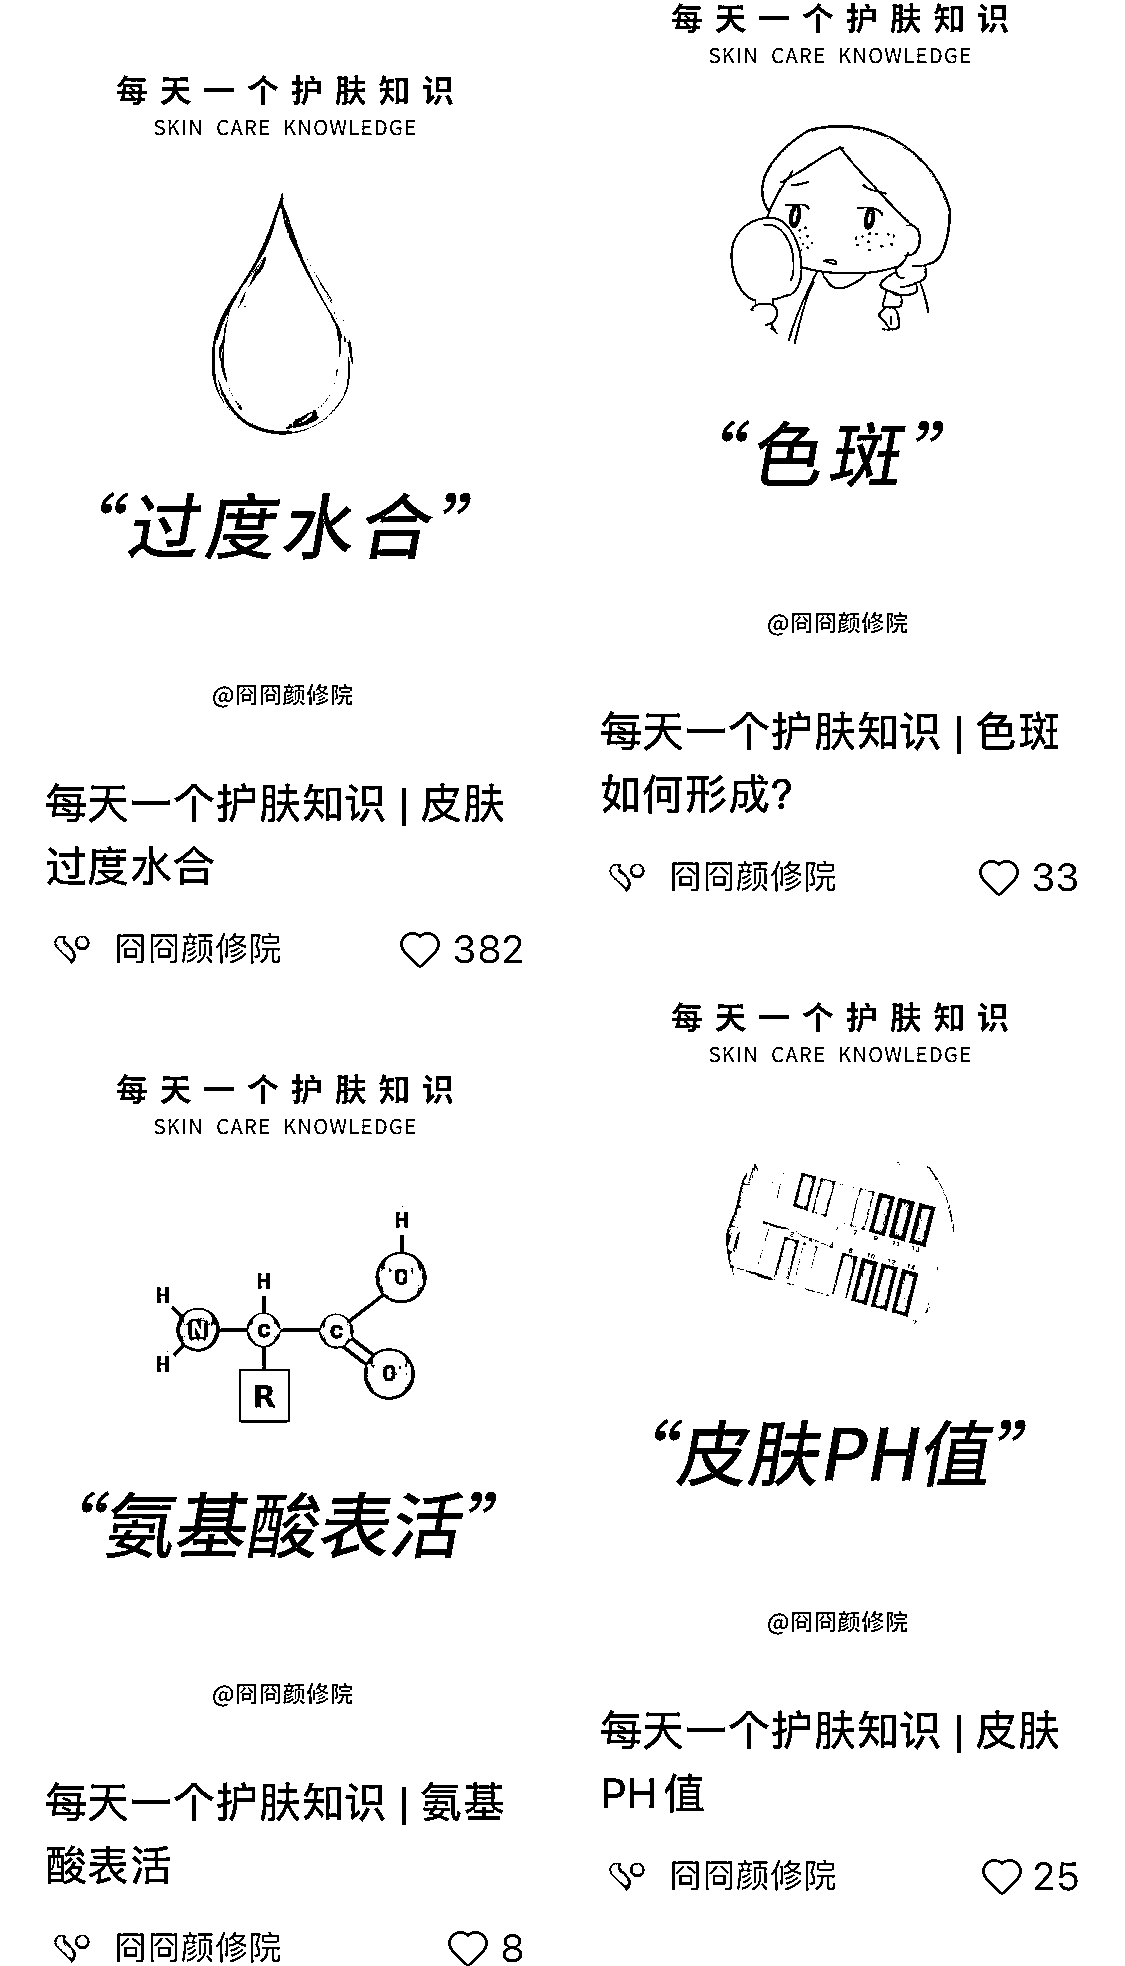 每天一个护肤知识
SKIN CARE KNOWLEDGE
“过度水合”
@冏冏颜修院
每天一个护肤知识 | 皮肤
过度水合
冏冏颜修院 382
每天一个护肤知识
SKIN CARE KNOWLEDGE
“色斑”
@冏冏颜修院
每天一个护肤知识 | 色斑
如何形成?
冏冏颜修院 33
每天一个护肤知识
SKIN CARE KNOWLEDGE
H
O
H
H
N
C
C
H
O
R
“氨基酸表活”
@冏冏颜修院
每天一个护肤知识 | 氨基
酸表活
冏冏颜修院 8
每天一个护肤知识
SKIN CARE KNOWLEDGE
“皮肤PH值”
@冏冏颜修院
每天一个护肤知识 | 皮肤
PH值
冏冏颜修院 25